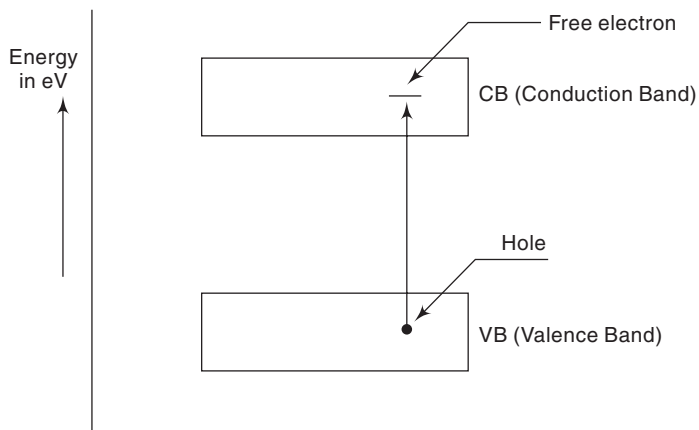 Free electron
Energy
in eV
CB (Conduction Band)
Hole
VB (Valence Band)